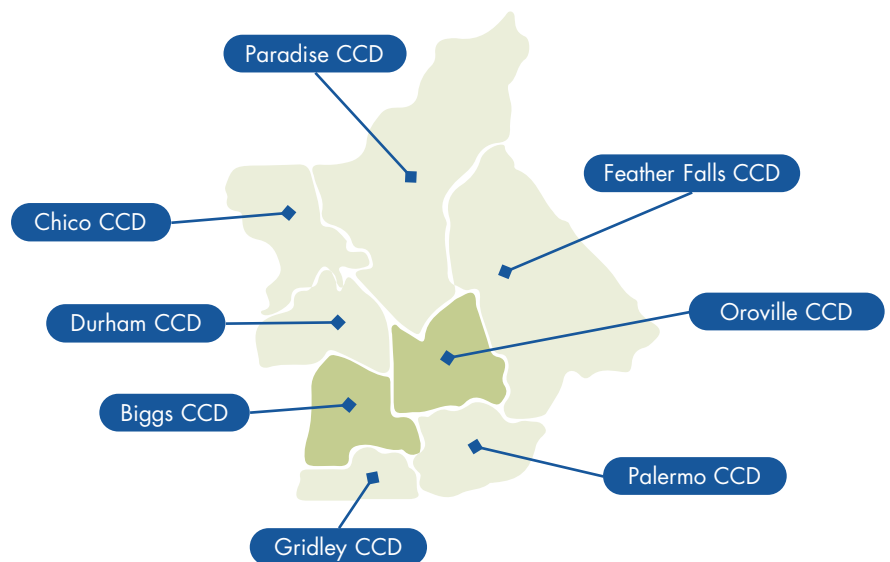 Paradise CCD
Feather Falls CCD
Chico CCD
Oroville CCD
Durham CCD
Biggs CCD
Palermo CCD
Gridley CCD